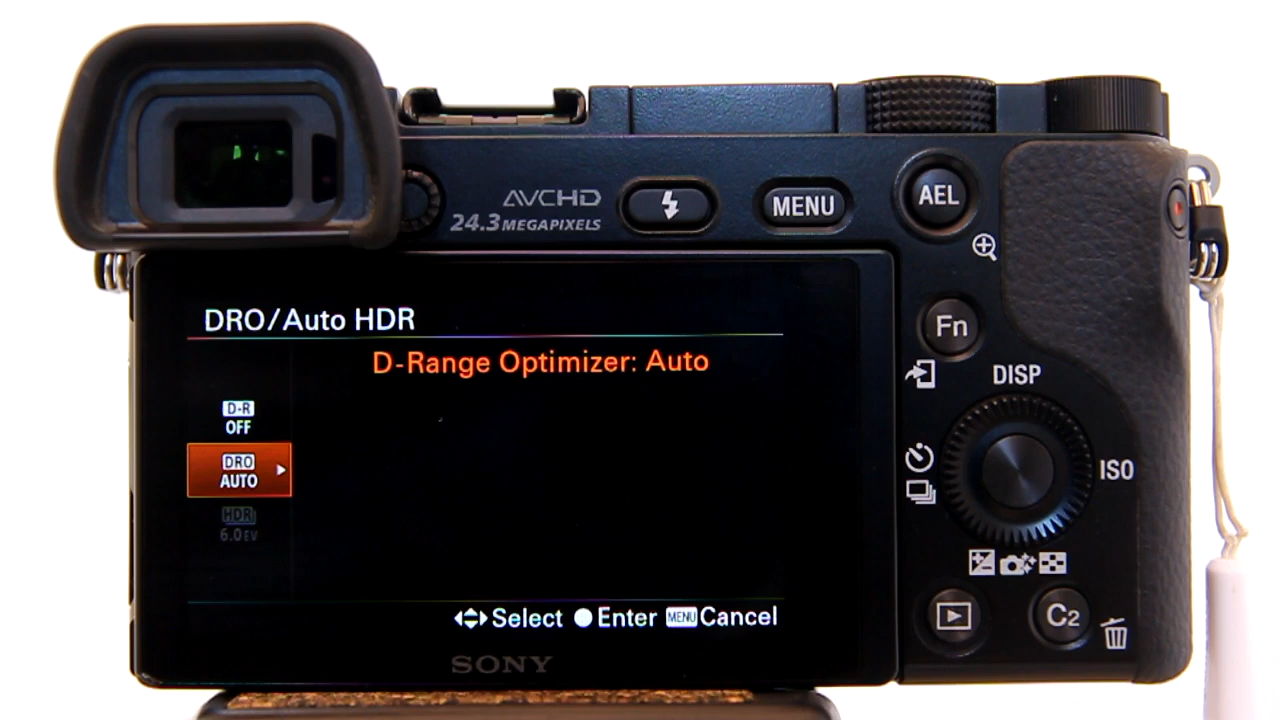 AVCHD
24.3 MEGAPIXELS
MENU
AEL
Fn
DISP
ISO
C2
DRO/Auto HDR
D-Range Optimizer: Auto
D-R
OFF
DRO
AUTO
HDR
6.0EV
Select Enter MENU Cancel
SONY